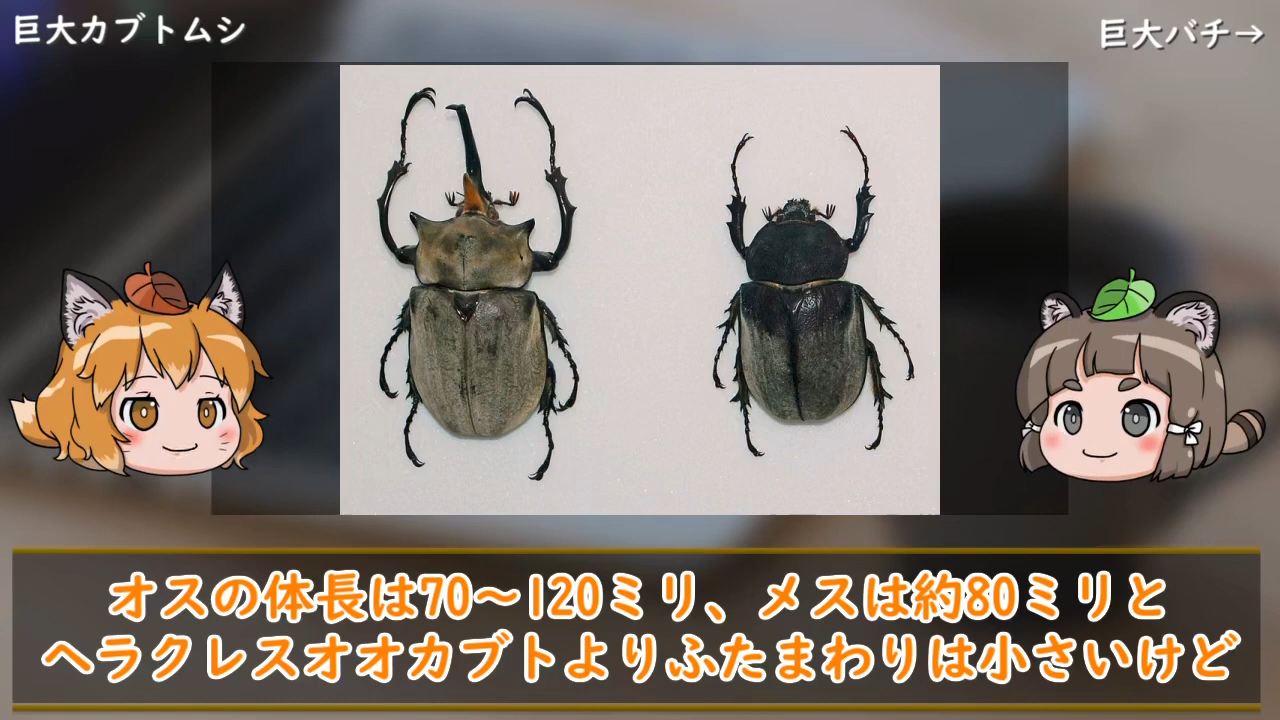 巨大カブトムシ
巨大バチ→
オスの体長は70～120ミリ、メスは約80ミリと
ヘラクレスオオカブトよりふたまわりは小さいけど